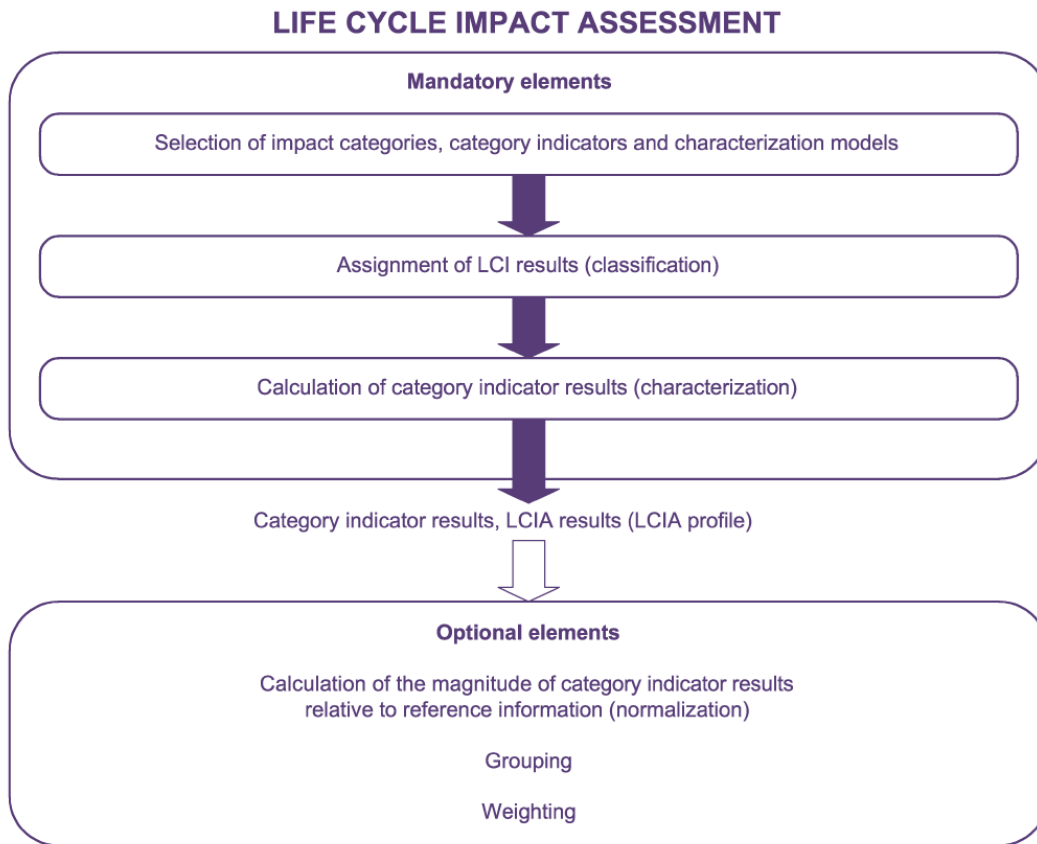 LIFE CYCLE IMPACT ASSESSMENT
Mandatory elements
Selection of impact categories, category indicators and characterization models
Assignment of LCI results (classification)
Calculation of category indicator results (characterization)
Category indicator results, LCIA results (LCIA profile)
Optional elements
Calculation of the magnitude of category indicator results
relative to reference information (normalization)
Grouping
Weighting